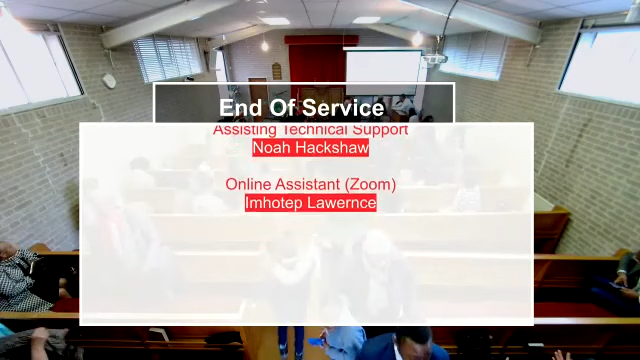 End Of Service
Assisting Technical Support
Noah Hackshaw
Online Assistant (Zoom)
Imhotep Lawernce